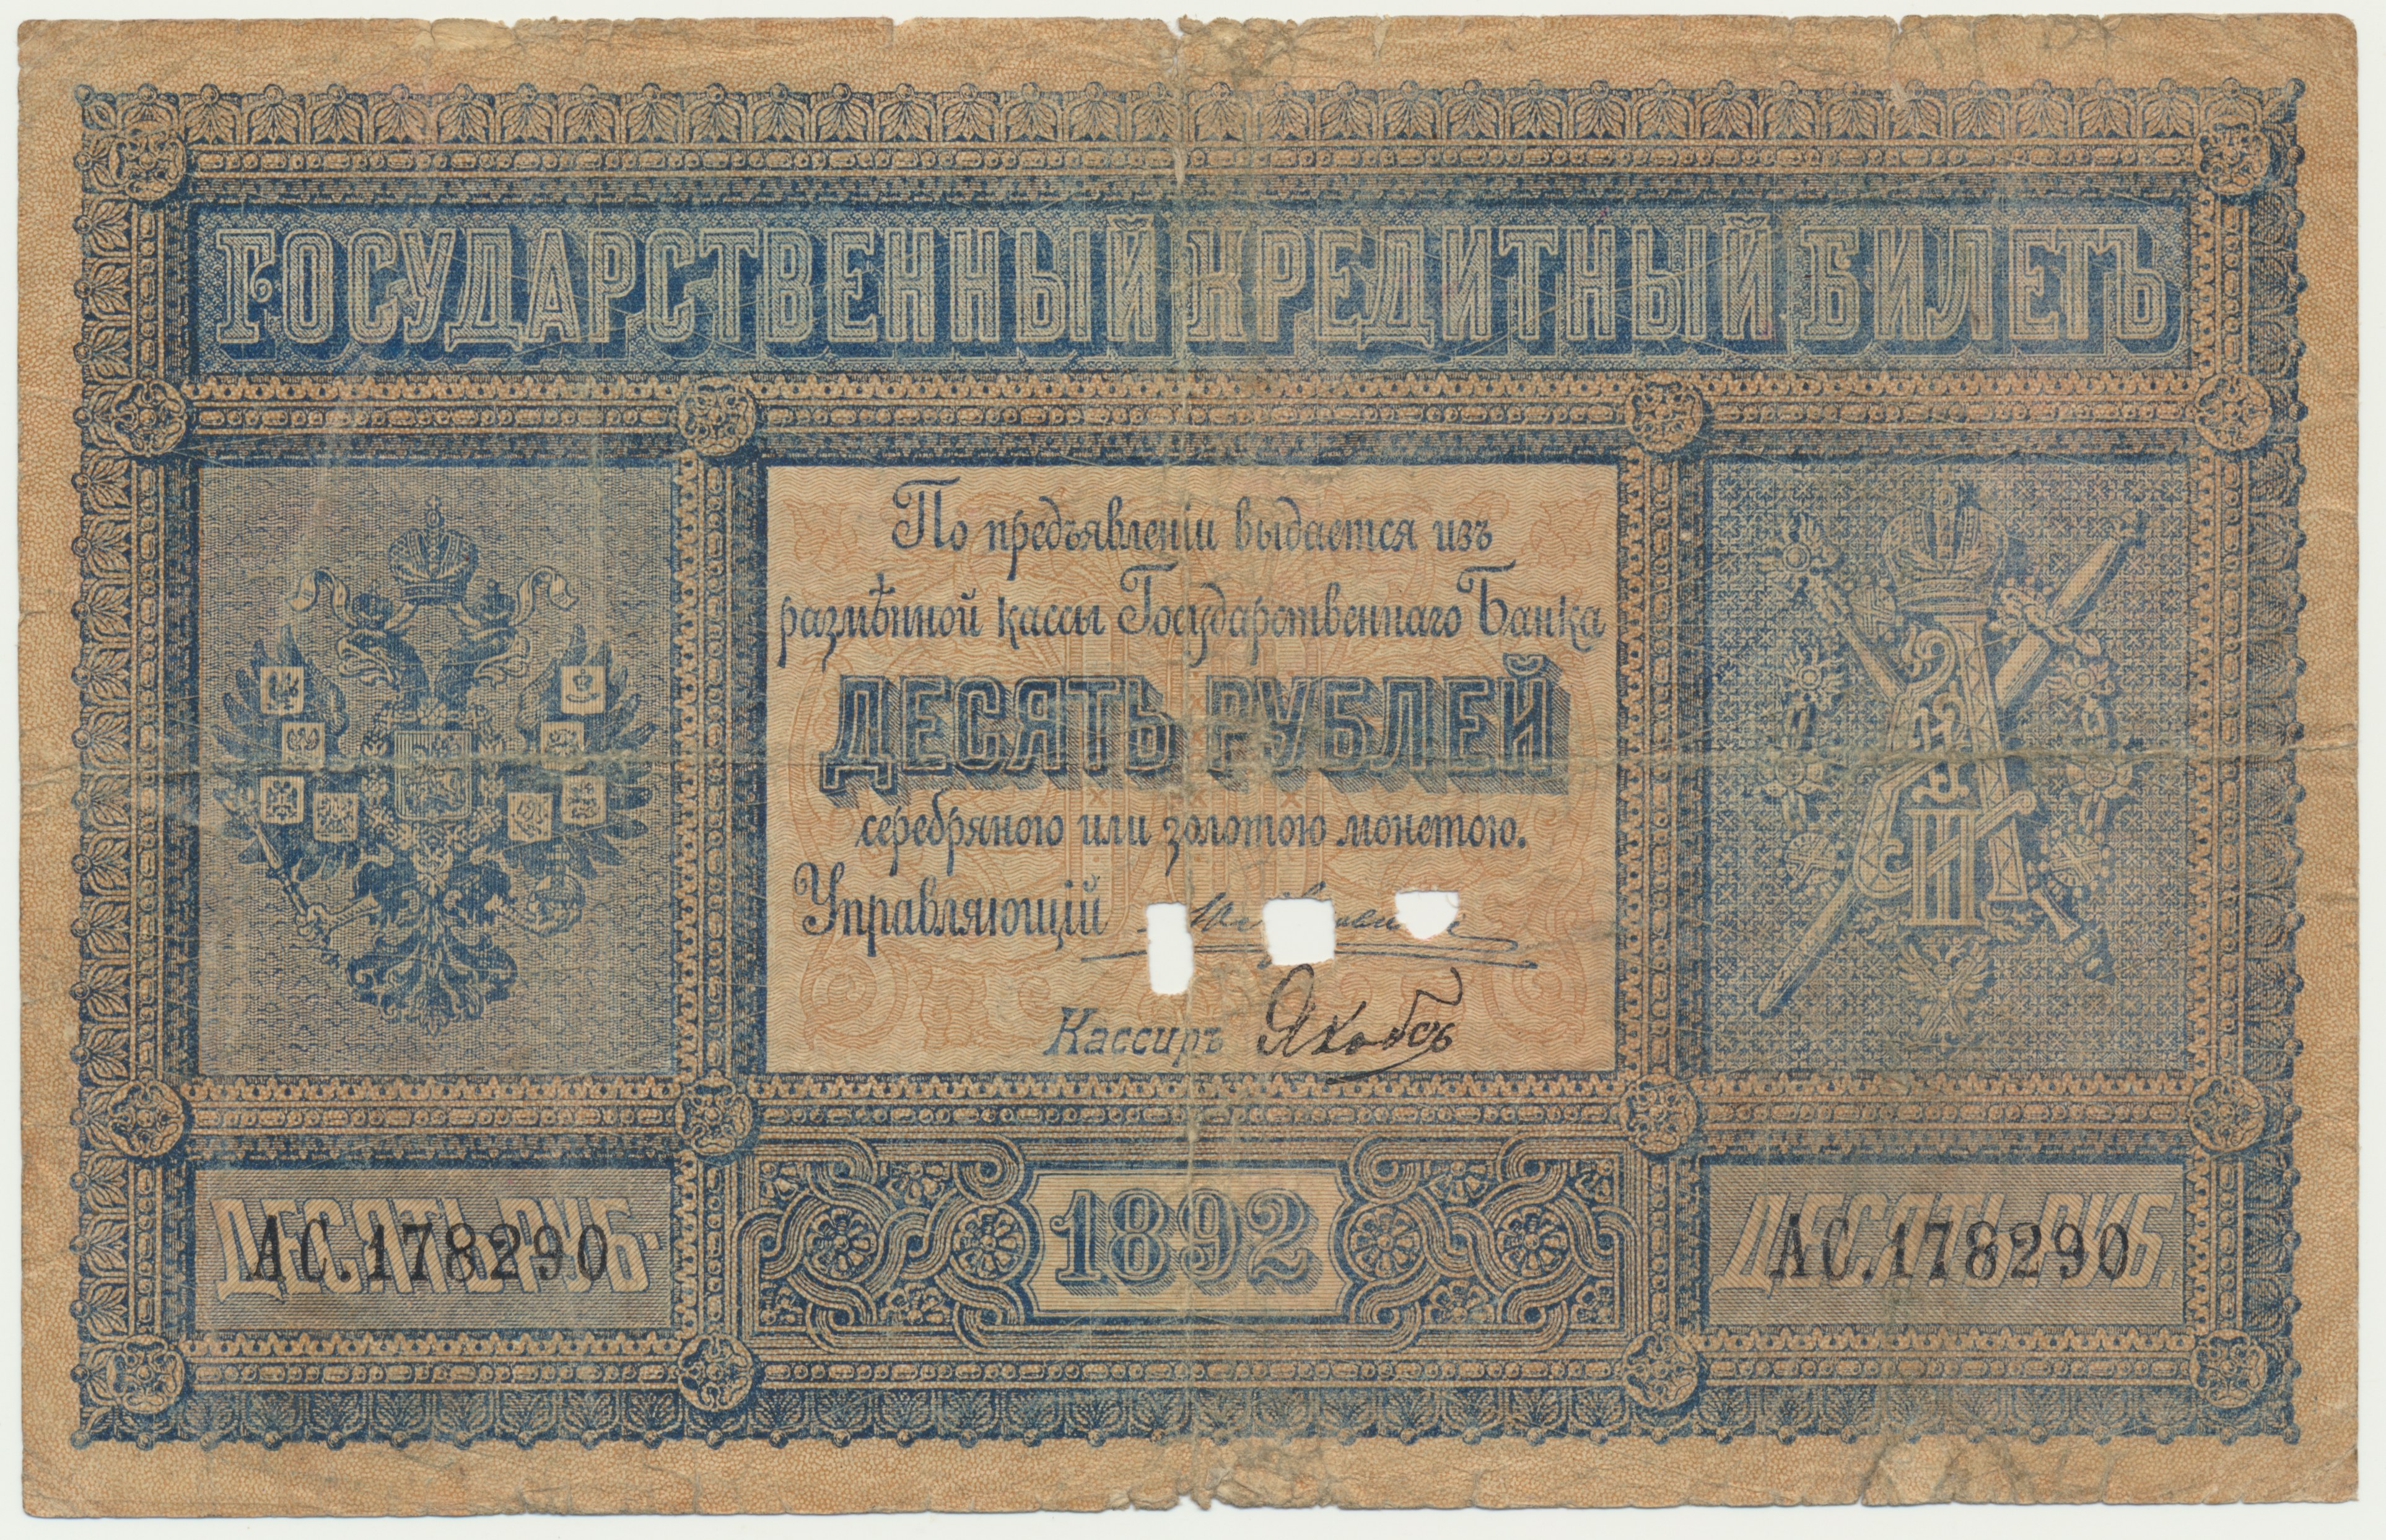 ГОСУДАРСТВЕННЫЙ КРЕДИТНЫЙ БИЛЕТЪ
По предъявленіи выдается изъ
размѣнной кассы Государственнаго Банка
ДЕСЯТЬ РУБЛЕЙ
серебряною или золотою монетою.
Управляющій
Кассиръ
ДЕСЯТЬ РУБ.
АС.178290
1892
ДЕСЯТЬ РУБ.
АС.178290